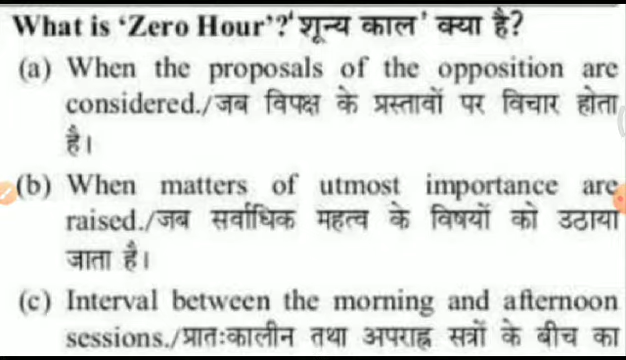 What is ‘Zero Hour’?‘शून्य काल’ क्या है?
(a) When the proposals of the opposition are
considered./जब विपक्ष के प्रस्तावों पर विचार होता
है।
(b) When matters of utmost importance are
raised./जब सर्वाधिक महत्व के विषयों को उठाया
जाता है।
(c) Interval between the morning and afternoon
sessions./प्रातःकालीन तथा अपराह्न सत्रों के बीच का